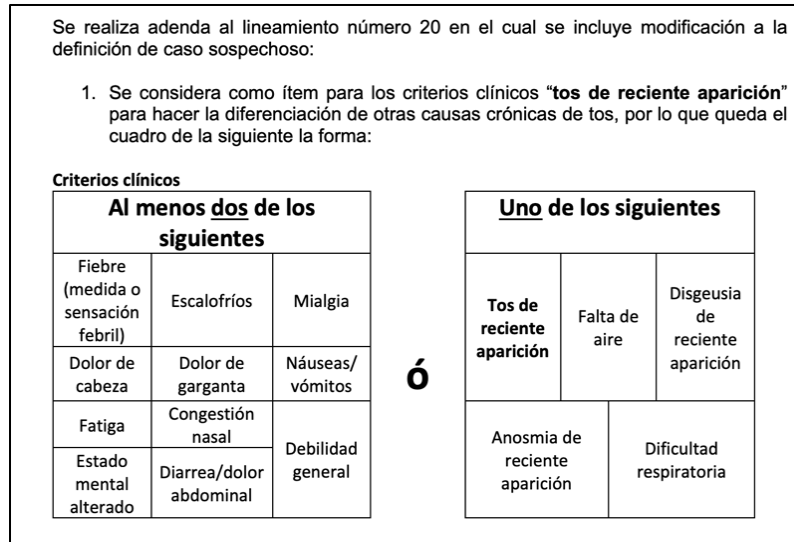 Se realiza adenda al lineamiento número 20 en el cual se incluye modificación a la
definición de caso sospechoso:
1. Se considera como ítem para los criterios clínicos “tos de reciente aparición”
para hacer la diferenciación de otras causas crónicas de tos, por lo que queda el
cuadro de la siguiente la forma:
Criterios clínicos
Al menos dos de los
siguientes
Fiebre
(medida o
sensación
febril)
Escalofríos
Mialgia
Dolor de
cabeza
Dolor de
garganta
Náuseas/
vómitos
Fatiga
Congestión
nasal
Debilidad
general
Estado
mental
alterado
Diarrea/dolor
abdominal
ó
Uno de los siguientes
Tos de
reciente
aparición
Falta de
aire
Disgeusia
de
reciente
aparición
Anosmia de
reciente
aparición
Dificultad
respiratoria